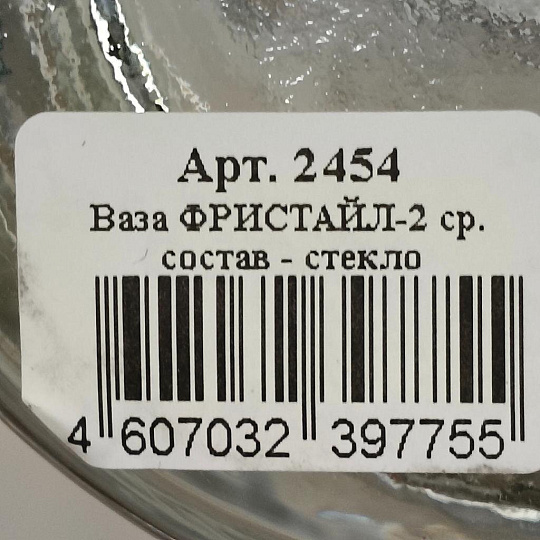 Арт. 2454
Ваза ФРИСТАЙЛ-2 ср.
состав - стекло
4 607032 397755